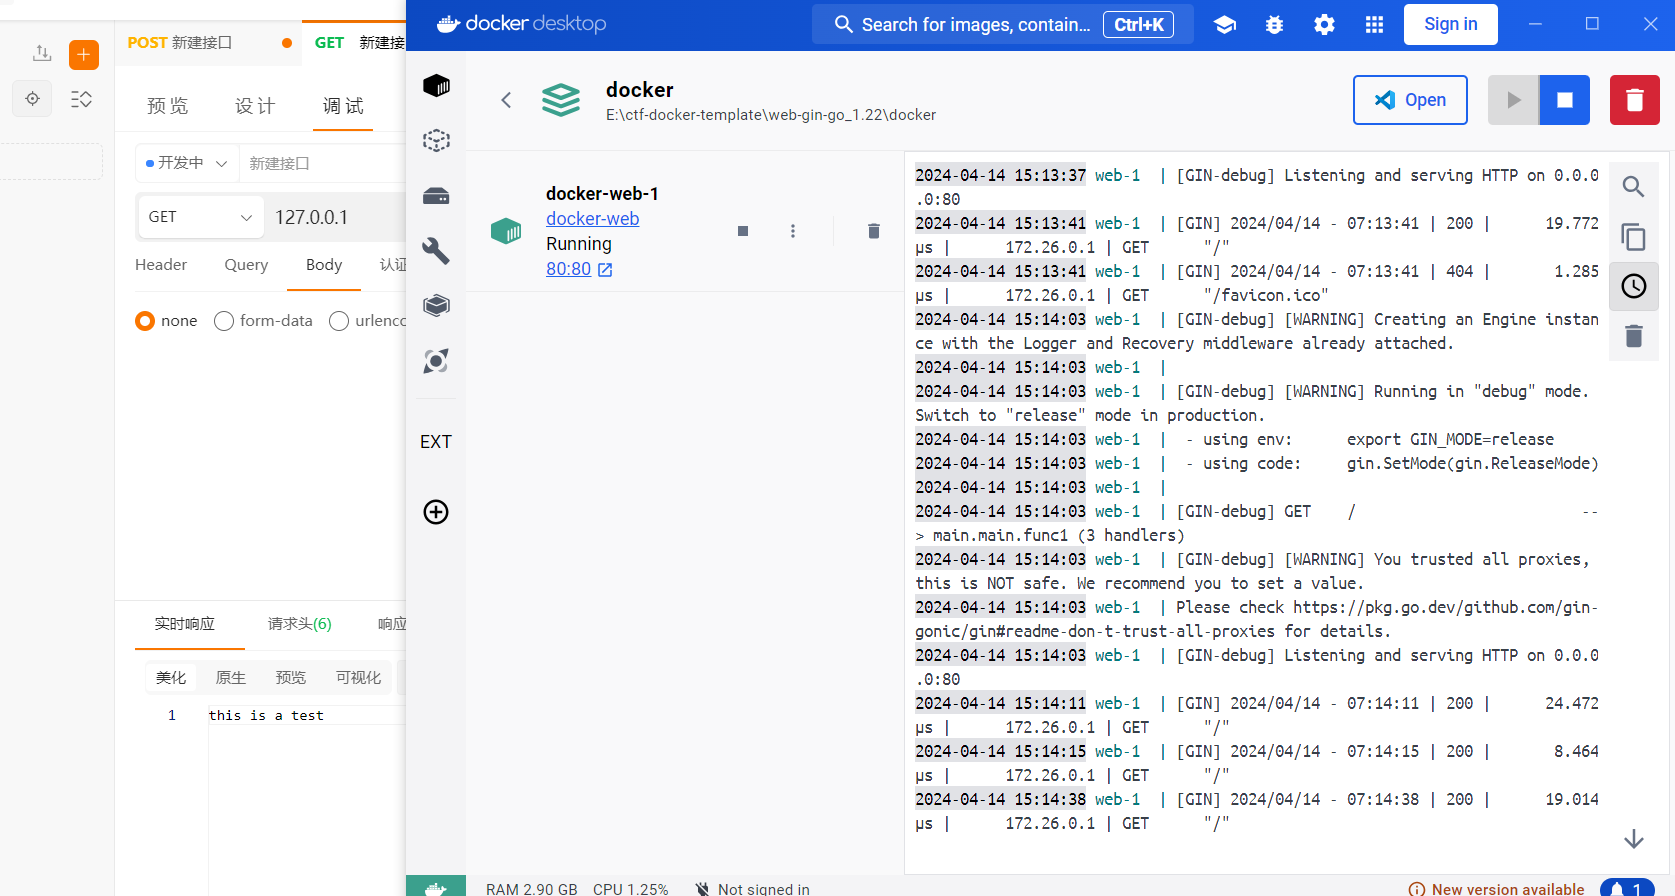 POST 新建接口
GET 新建接
预览 设计 调试
开发中 新建接口
GET 127.0.0.1
Header Query Body 认证
none form-data urlenco
实时响应 请求头(6) 响应
美化 原生 预览 可视化
1 this is a test
docker desktop
Search for images, contain... Ctrl+K
Sign in
docker
E:\ctf-docker-template\web-gin-go_1.22\docker
Open
EXT
docker-web-1
docker-web
Running
80:80
2024-04-14 15:13:37 web-1 | [GIN-debug] Listening and serving HTTP on 0.0.0
.0:80
2024-04-14 15:13:41 web-1 | [GIN] 2024/04/14 - 07:13:41 | 200 | 19.772
µs | 172.26.0.1 | GET "/"
2024-04-14 15:13:41 web-1 | [GIN] 2024/04/14 - 07:13:41 | 404 | 1.285
µs | 172.26.0.1 | GET "/favicon.ico"
2024-04-14 15:14:03 web-1 | [GIN-debug] [WARNING] Creating an Engine instan
ce with the Logger and Recovery middleware already attached.
2024-04-14 15:14:03 web-1 |
2024-04-14 15:14:03 web-1 | [GIN-debug] [WARNING] Running in "debug" mode.
Switch to "release" mode in production.
2024-04-14 15:14:03 web-1 | - using env: export GIN_MODE=release
2024-04-14 15:14:03 web-1 | - using code: gin.SetMode(gin.ReleaseMode)
2024-04-14 15:14:03 web-1 |
2024-04-14 15:14:03 web-1 | [GIN-debug] GET / --
> main.main.func1 (3 handlers)
2024-04-14 15:14:03 web-1 | [GIN-debug] [WARNING] You trusted all proxies,
this is NOT safe. We recommend you to set a value.
2024-04-14 15:14:03 web-1 | Please check https://pkg.go.dev/github.com/gin-
gonic/gin#readme-don-t-trust-all-proxies for details.
2024-04-14 15:14:03 web-1 | [GIN-debug] Listening and serving HTTP on 0.0.0
.0:80
2024-04-14 15:14:11 web-1 | [GIN] 2024/04/14 - 07:14:11 | 200 | 24.472
µs | 172.26.0.1 | GET "/"
2024-04-14 15:14:15 web-1 | [GIN] 2024/04/14 - 07:14:15 | 200 | 8.464
µs | 172.26.0.1 | GET "/"
2024-04-14 15:14:38 web-1 | [GIN] 2024/04/14 - 07:14:38 | 200 | 19.014
µs | 172.26.0.1 | GET "/"
RAM 2.90 GB CPU 1.25% Not signed in
New version available 1